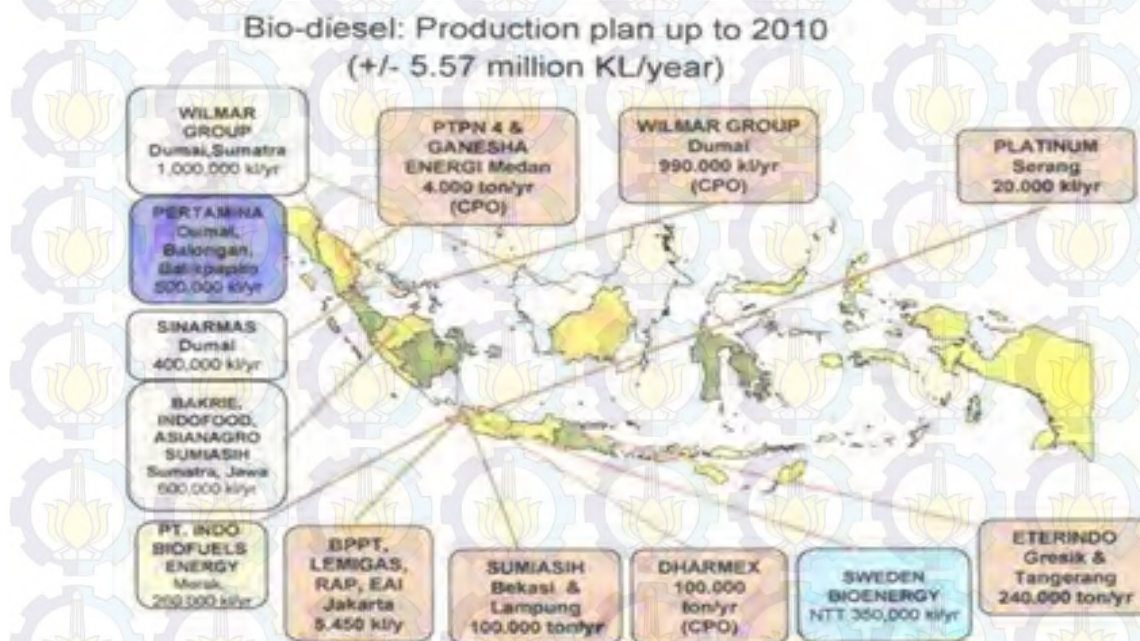 Bio-diesel: Production plan up to 2010
(+/- 5.57 million KL/year)
WILMAR
GROUP
Dumai,Sumatra
1,000,000 kl/yr
PTPN 4 &
GANESHA
ENERGI Medan
4.000 ton/yr
(CPO)
WILMAR GROUP
Dumai
990.000 kl/yr
(CPO)
PLATINUM
Serang
20.000 kl/yr
PERTAMINA
Dumai,
Balongan,
Balikpapan
kl/yr
SINARMAS
Dumai
400.000 kl/yr
BAKRIE,
INDOFOOD,
ASIANAGRO
SUMIASIH
Sumatra, Jawa
600,000 kl/yr
PT. INDO
BIOFUELS
ENERGY
Merak,
kl/yr
BPPT,
LEMIGAS,
RAP, EAI
Jakarta
5.450 kl/y
SUMIASIH
Bekasi &
Lampung
100.000 ton/yr
DHARMEX
100.000
ton/yr
(CPO)
SWEDEN
BIOENERGY
NTT 350,000 kl/yr
ETERINDO
Gresik &
Tangerang
240.000 ton/yr